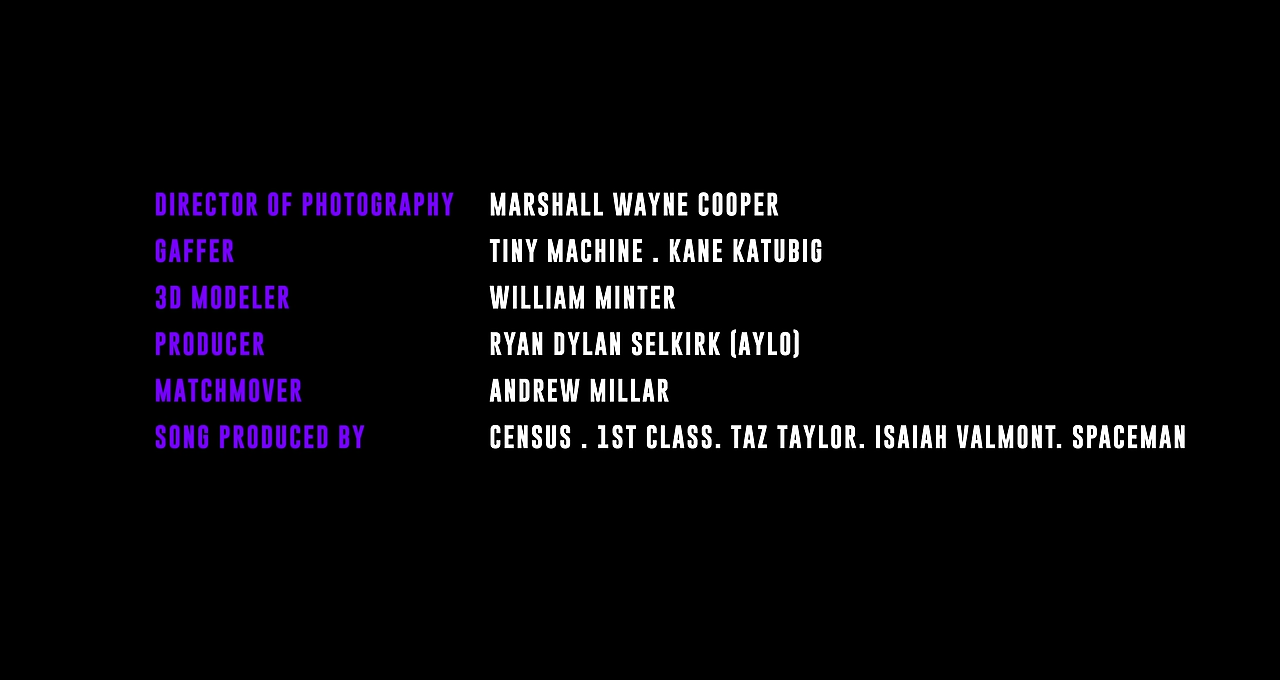 DIRECTOR OF PHOTOGRAPHY MARSHALL WAYNE COOPER
GAFFER TINY MACHINE . KANE KATUBIG
3D MODELER WILLIAM MINTER
PRODUCER RYAN DYLAN SELKIRK (AYLO)
MATCHMOVER ANDREW MILLAR
SONG PRODUCED BY CENSUS . 1ST CLASS. TAZ TAYLOR. ISAIAH VALMONT. SPACEMAN